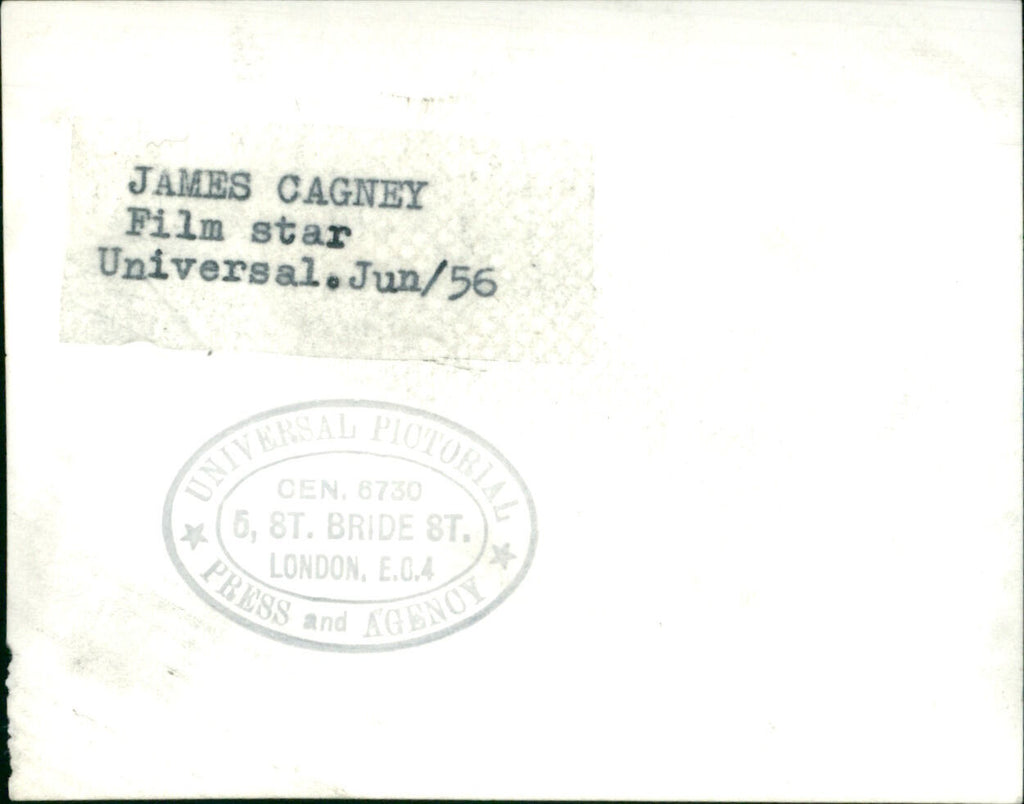 JAMES CAGNEY
Film star
Universal.Jun/56
UNIVERSAL PICTORIAL
CEN. 6730
5, ST. BRIDE ST.
LONDON, E.C.4
PRESS and AGENCY